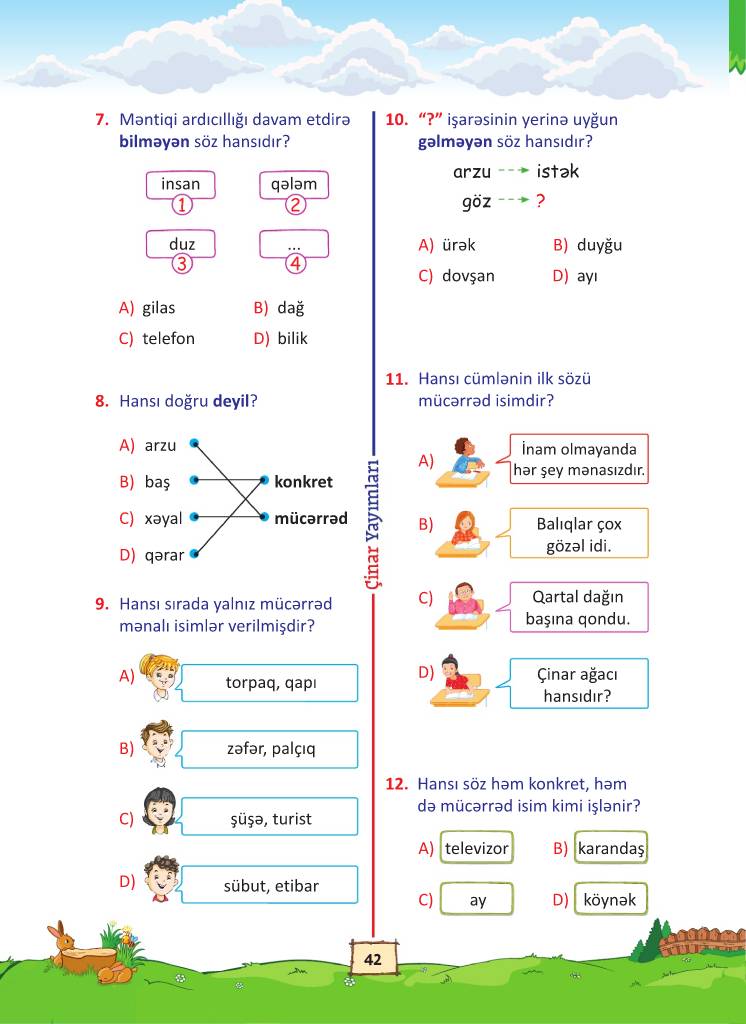 7. Məntiqi ardıcıllığı davam etdirə
bilməyən söz hansıdır?
insan
1
qələm
2
duz
3
...
4
A) gilas
B) dağ
C) telefon
D) bilik
8. Hansı doğru deyil?
A) arzu
B) baş
konkret
C) xəyal
mücərrəd
D) qərar
9. Hansı sırada yalnız mücərrəd
mənalı isimlər verilmişdir?
A) torpaq, qapı
B) zəfər, palçıq
C) şüşə, turist
D) sübut, etibar
Çinar Yayımları
10. “?” işarəsinin yerinə uyğun
gəlməyən söz hansıdır?
arzu istək
göz ?
A) ürək
B) duyğu
C) dovşan
D) ayı
11. Hansı cümlənin ilk sözü
mücərrəd isimdir?
A) İnam olmayanda
hər şey mənasızdır.
B) Balıqlar çox
gözəl idi.
C) Qartal dağın
başına qondu.
D) Çinar ağacı
hansıdır?
12. Hansı söz həm konkret, həm
də mücərrəd isim kimi işlənir?
A) televizor
B) karandaş
C) ay
D) köynək
42